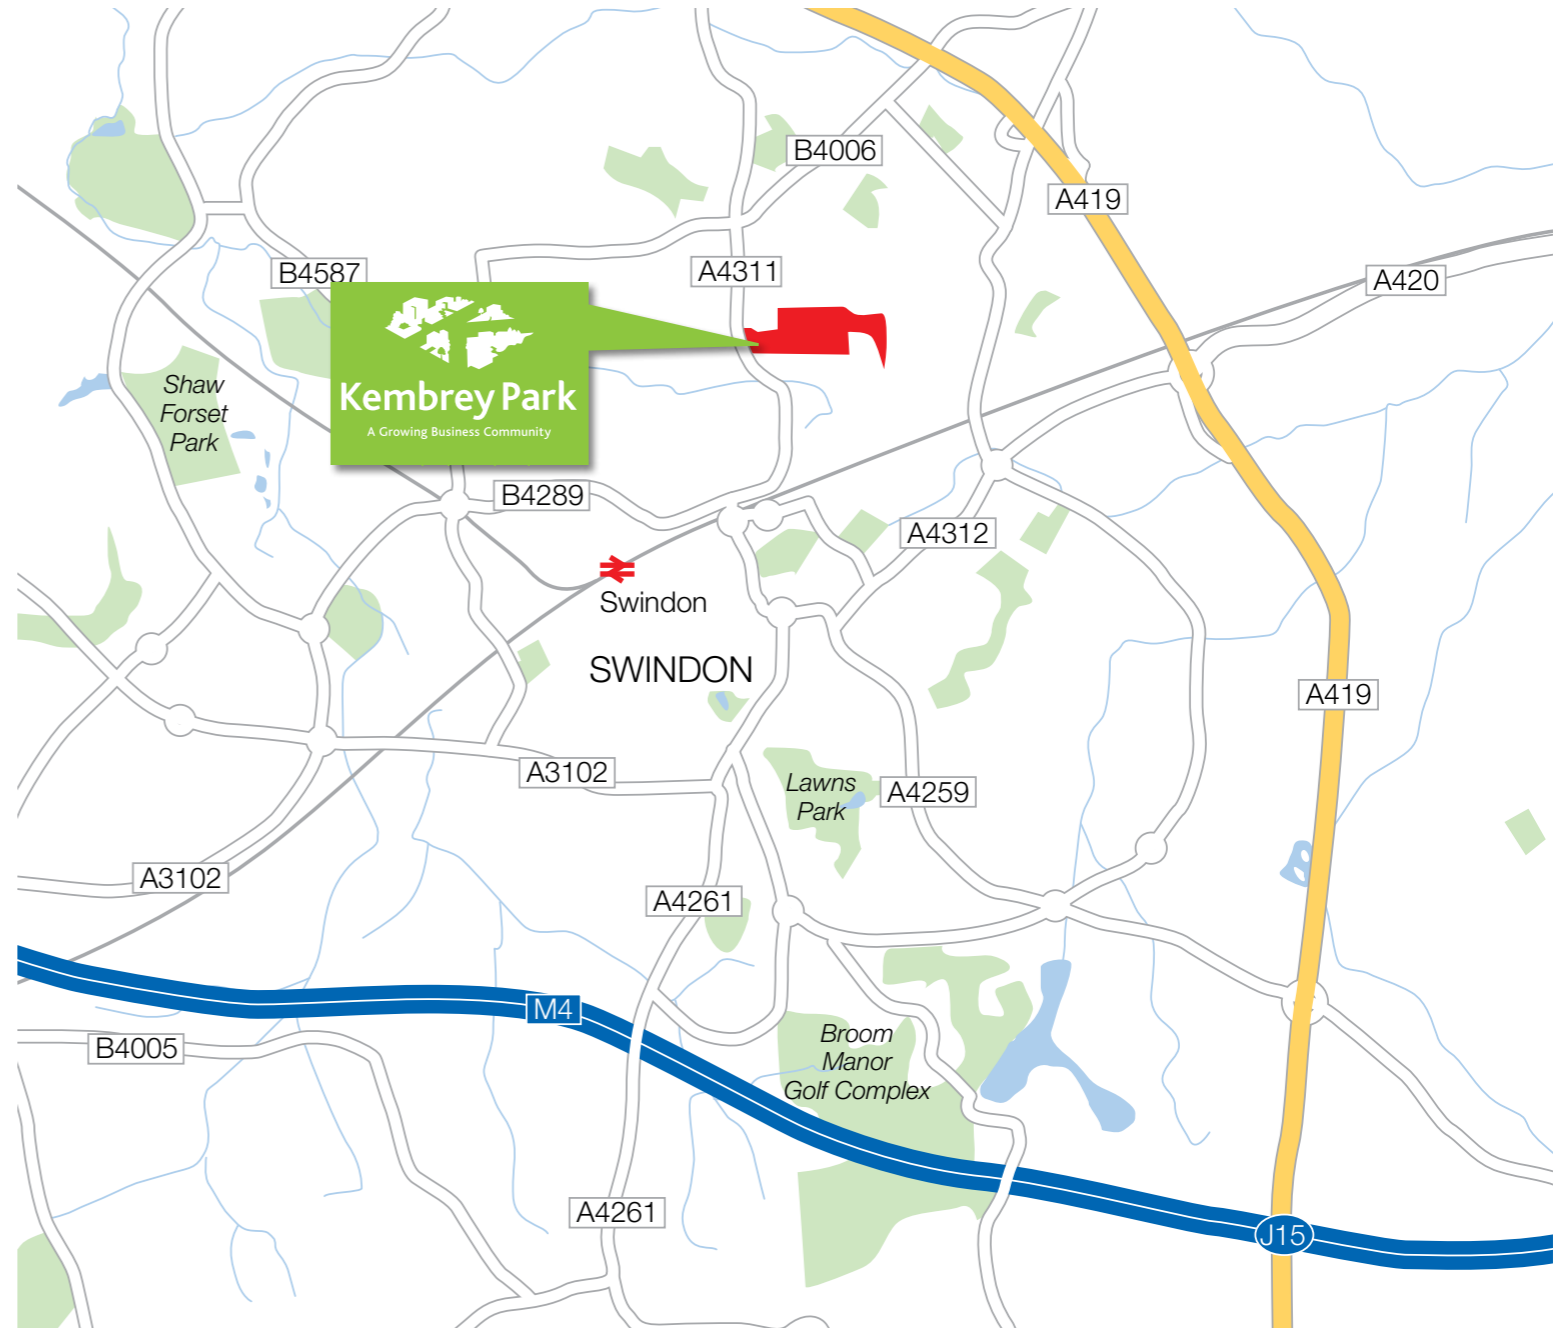 B4006
A419
A4311
B4587
A420
Kembrey Park
A Growing Business Community
Shaw
Forset
Park
B4289
A4312
Swindon
SWINDON
A419
A3102
Lawns
Park
A4259
A3102
A4261
M4
Broom
Manor
Golf Complex
B4005
A4261
J15